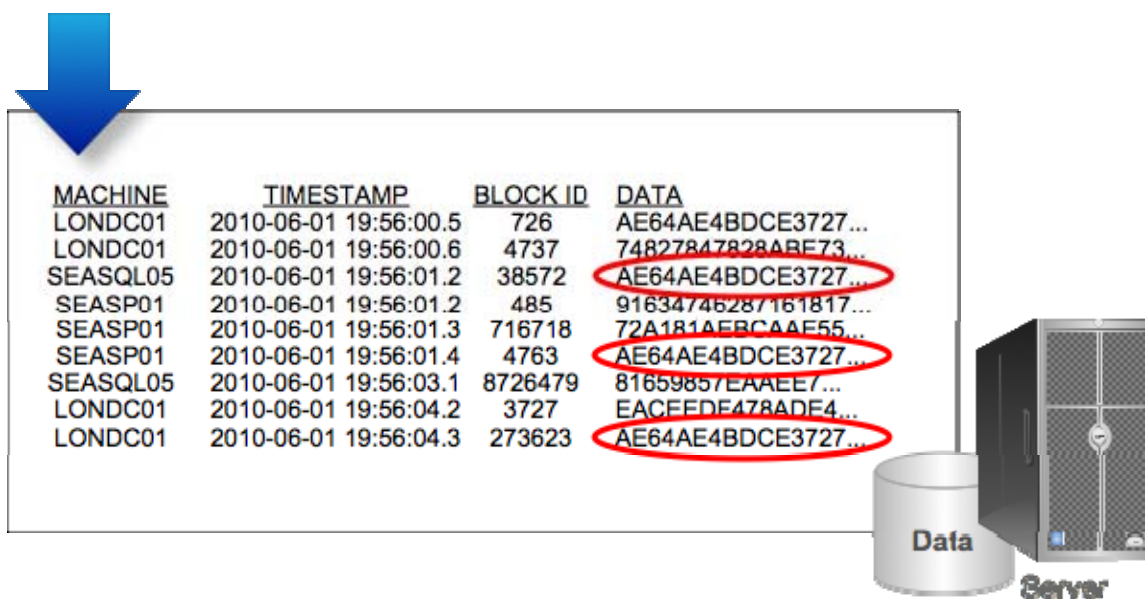 MACHINE TIMESTAMP BLOCK ID DATA
LONDC01 2010-06-01 19:56:00.5 726 AE64AE4BDCE3727...
LONDC01 2010-06-01 19:56:00.6 4737 74827847828ABE73...
SEASQL05 2010-06-01 19:56:01.2 38572 AE64AE4BDCE3727...
SEASP01 2010-06-01 19:56:01.2 485 91634746287161817...
SEASP01 2010-06-01 19:56:01.3 716718 72A181AEBCAAE55...
SEASP01 2010-06-01 19:56:01.4 4763 AE64AE4BDCE3727...
SEASQL05 2010-06-01 19:56:03.1 8726479 81659857EAAEE7...
LONDC01 2010-06-01 19:56:04.2 3727 EACEEDE478ADE4...
LONDC01 2010-06-01 19:56:04.3 273623 AE64AE4BDCE3727...
Data
Server